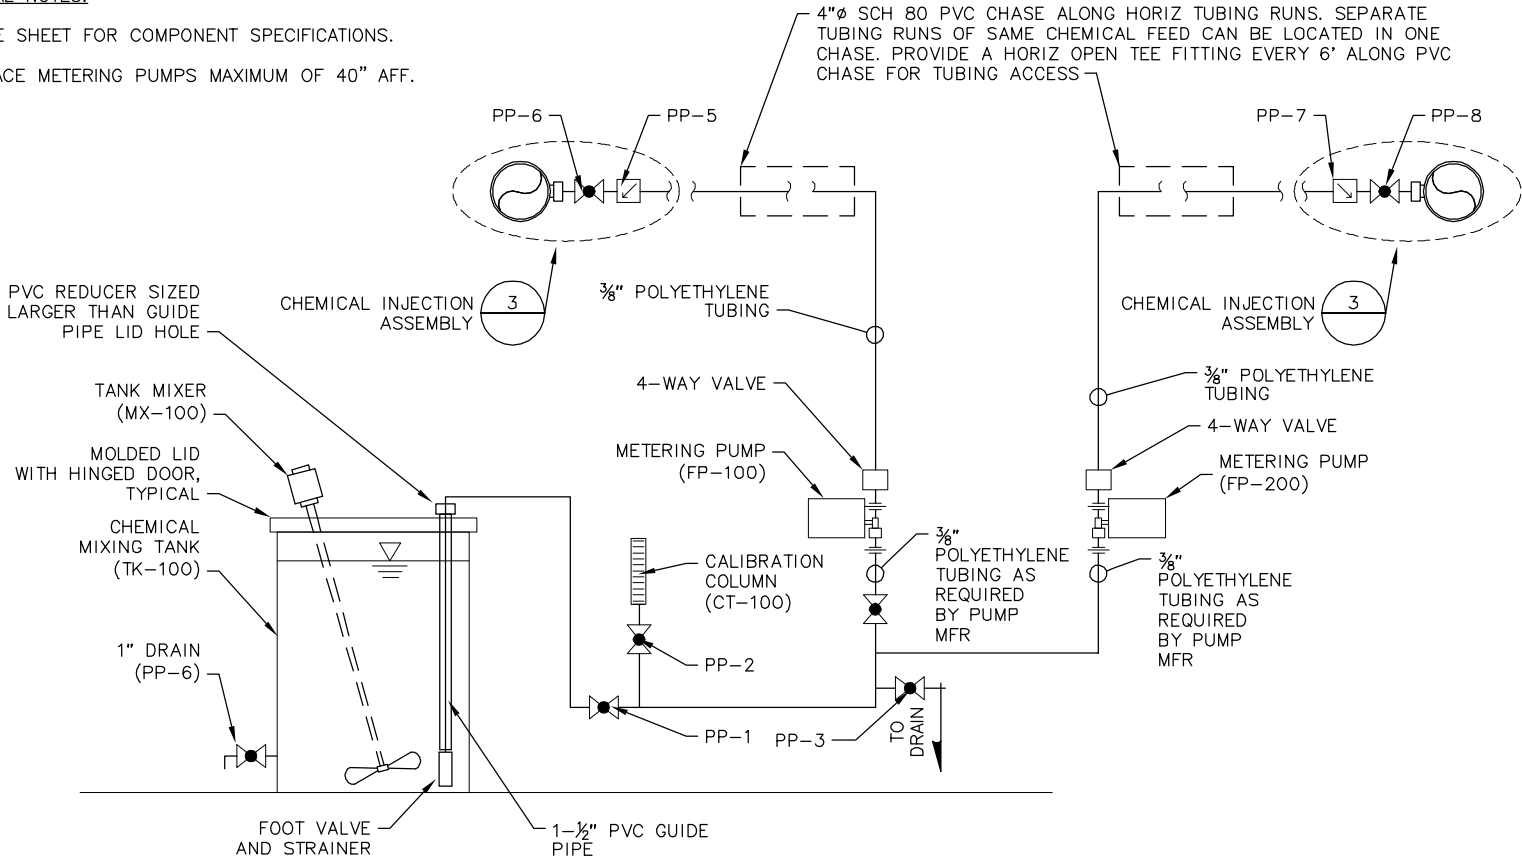 NOTES:
SHEET FOR COMPONENT SPECIFICATIONS.
METERING PUMPS MAXIMUM OF 40" AFF.
4"ø SCH 80 PVC CHASE ALONG HORIZ TUBING RUNS. SEPARATE
TUBING RUNS OF SAME CHEMICAL FEED CAN BE LOCATED IN ONE
CHASE. PROVIDE A HORIZ OPEN TEE FITTING EVERY 6' ALONG PVC
CHASE FOR TUBING ACCESS
PP-6
PP-5
PP-7
PP-8
CHEMICAL INJECTION
ASSEMBLY
3
CHEMICAL INJECTION
ASSEMBLY
3
PVC REDUCER SIZED
LARGER THAN GUIDE
PIPE LID HOLE
⅜" POLYETHYLENE
TUBING
TANK MIXER
(MX-100)
4-WAY VALVE
⅜" POLYETHYLENE
TUBING
4-WAY VALVE
MOLDED LID
WITH HINGED DOOR,
TYPICAL
METERING PUMP
(FP-100)
METERING PUMP
(FP-200)
CHEMICAL
MIXING TANK
(TK-100)
CALIBRATION
COLUMN
(CT-100)
⅜"
POLYETHYLENE
TUBING AS
REQUIRED
BY PUMP
MFR
⅜"
POLYETHYLENE
TUBING AS
REQUIRED
BY PUMP
MFR
1" DRAIN
(PP-6)
PP-2
PP-1
PP-3
TO
DRAIN
FOOT VALVE
AND STRAINER
1-½" PVC GUIDE
PIPE